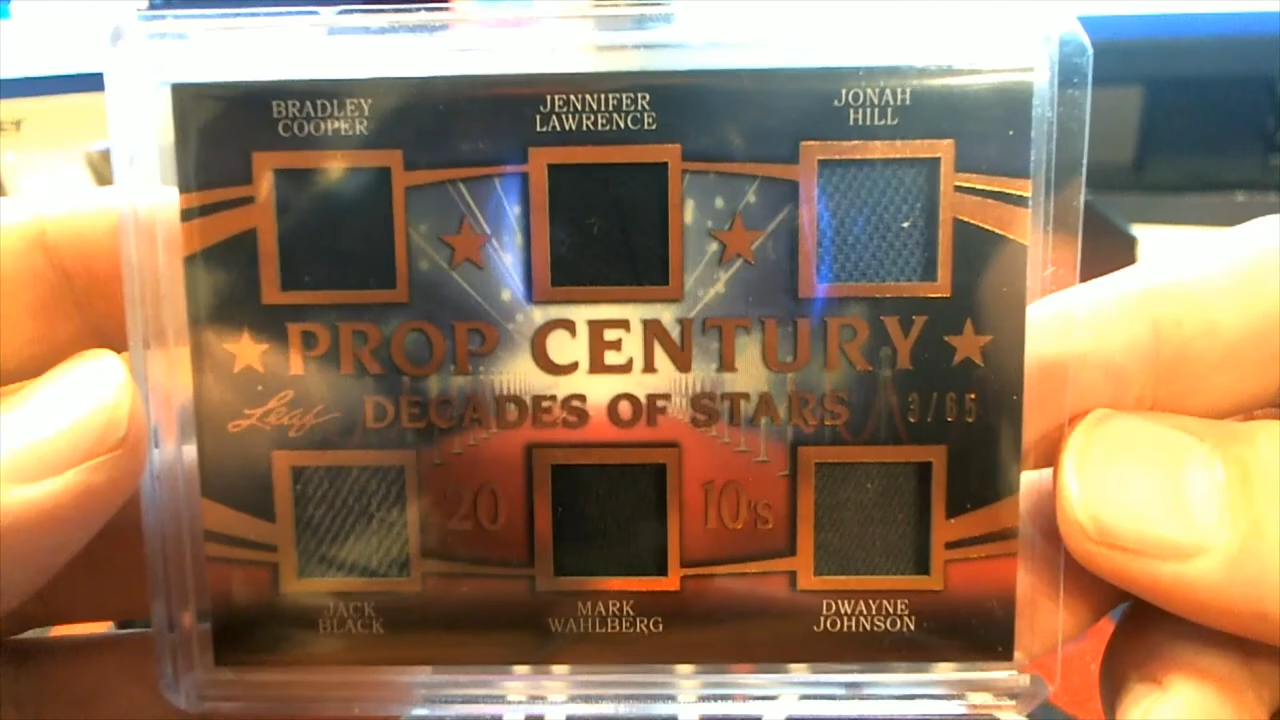 BRADLEY
COOPER
JENNIFER
LAWRENCE
JONAH
HILL
PROP CENTURY
Leaf DECADES OF STARS 3/65
20 10's
JACK
BLACK
MARK
WAHLBERG
DWAYNE
JOHNSON